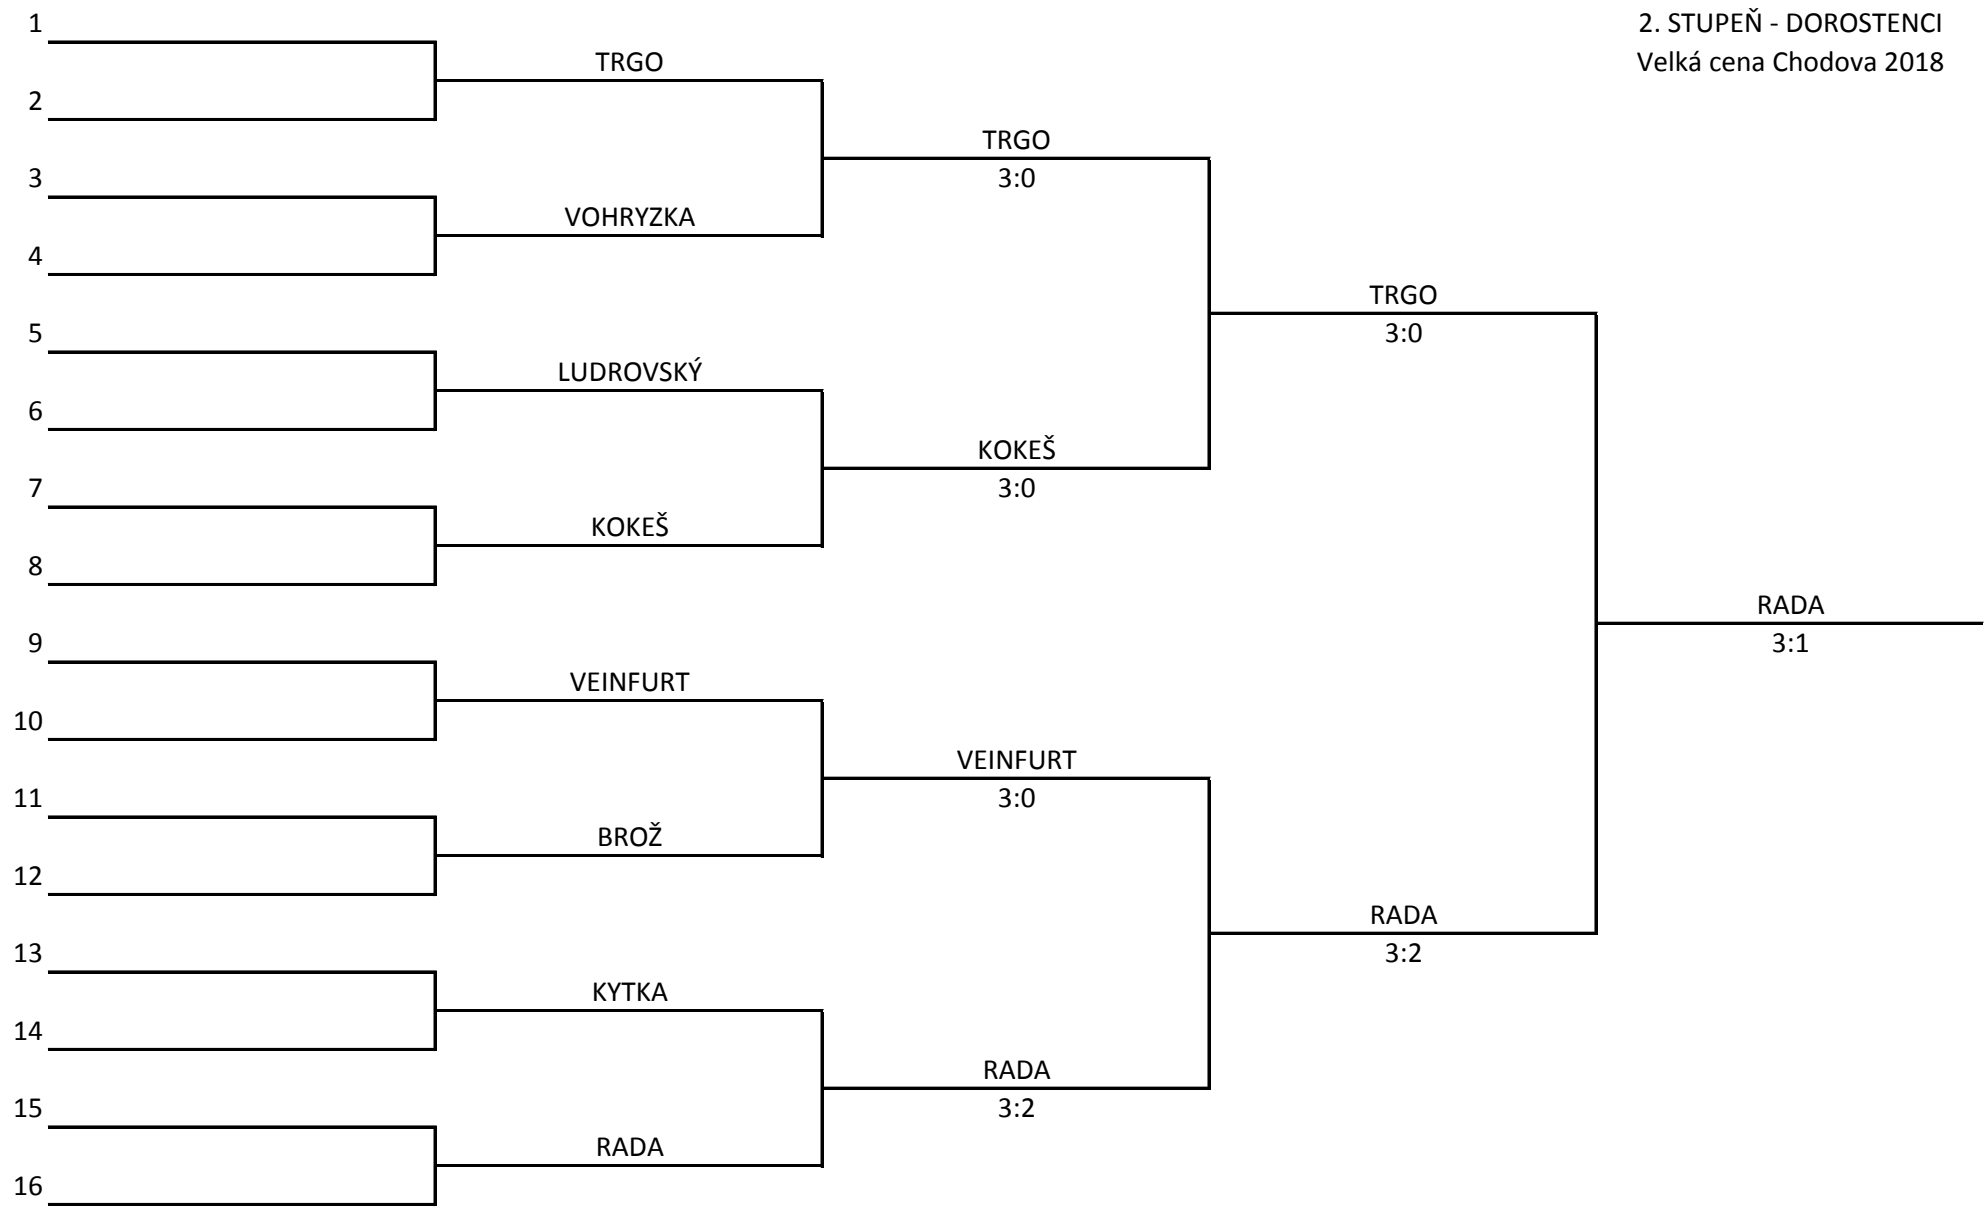 1
2. STUPEŇ - DOROSTENCI
TRGO
Velká cena Chodova 2018
2
TRGO
3
3:0
VOHRYZKA
4
TRGO
5
3:0
LUDROVSKÝ
6
KOKEŠ
7
3:0
KOKEŠ
8
RADA
9
3:1
VEINFURT
10
VEINFURT
11
3:0
BROŽ
12
RADA
13
3:2
KYTKA
14
RADA
15
3:2
RADA
16